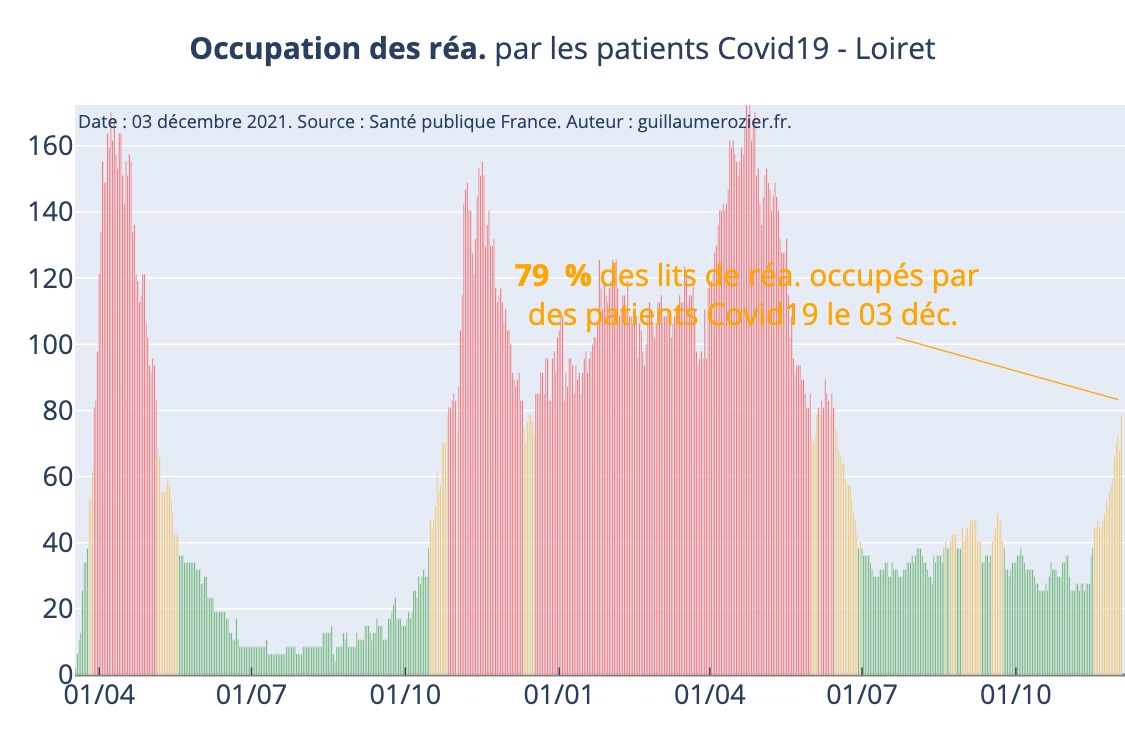 Occupation des réa. par les patients Covid19 - Loiret
Date : 03 décembre 2021. Source : Santé publique France. Auteur : guillaumerozier.fr.
160
140
120
100
80
60
40
20
0
79 % des lits de réa. occupés par
des patients Covid19 le 03 déc.
01/04 01/07 01/10 01/01 01/04 01/07 01/10